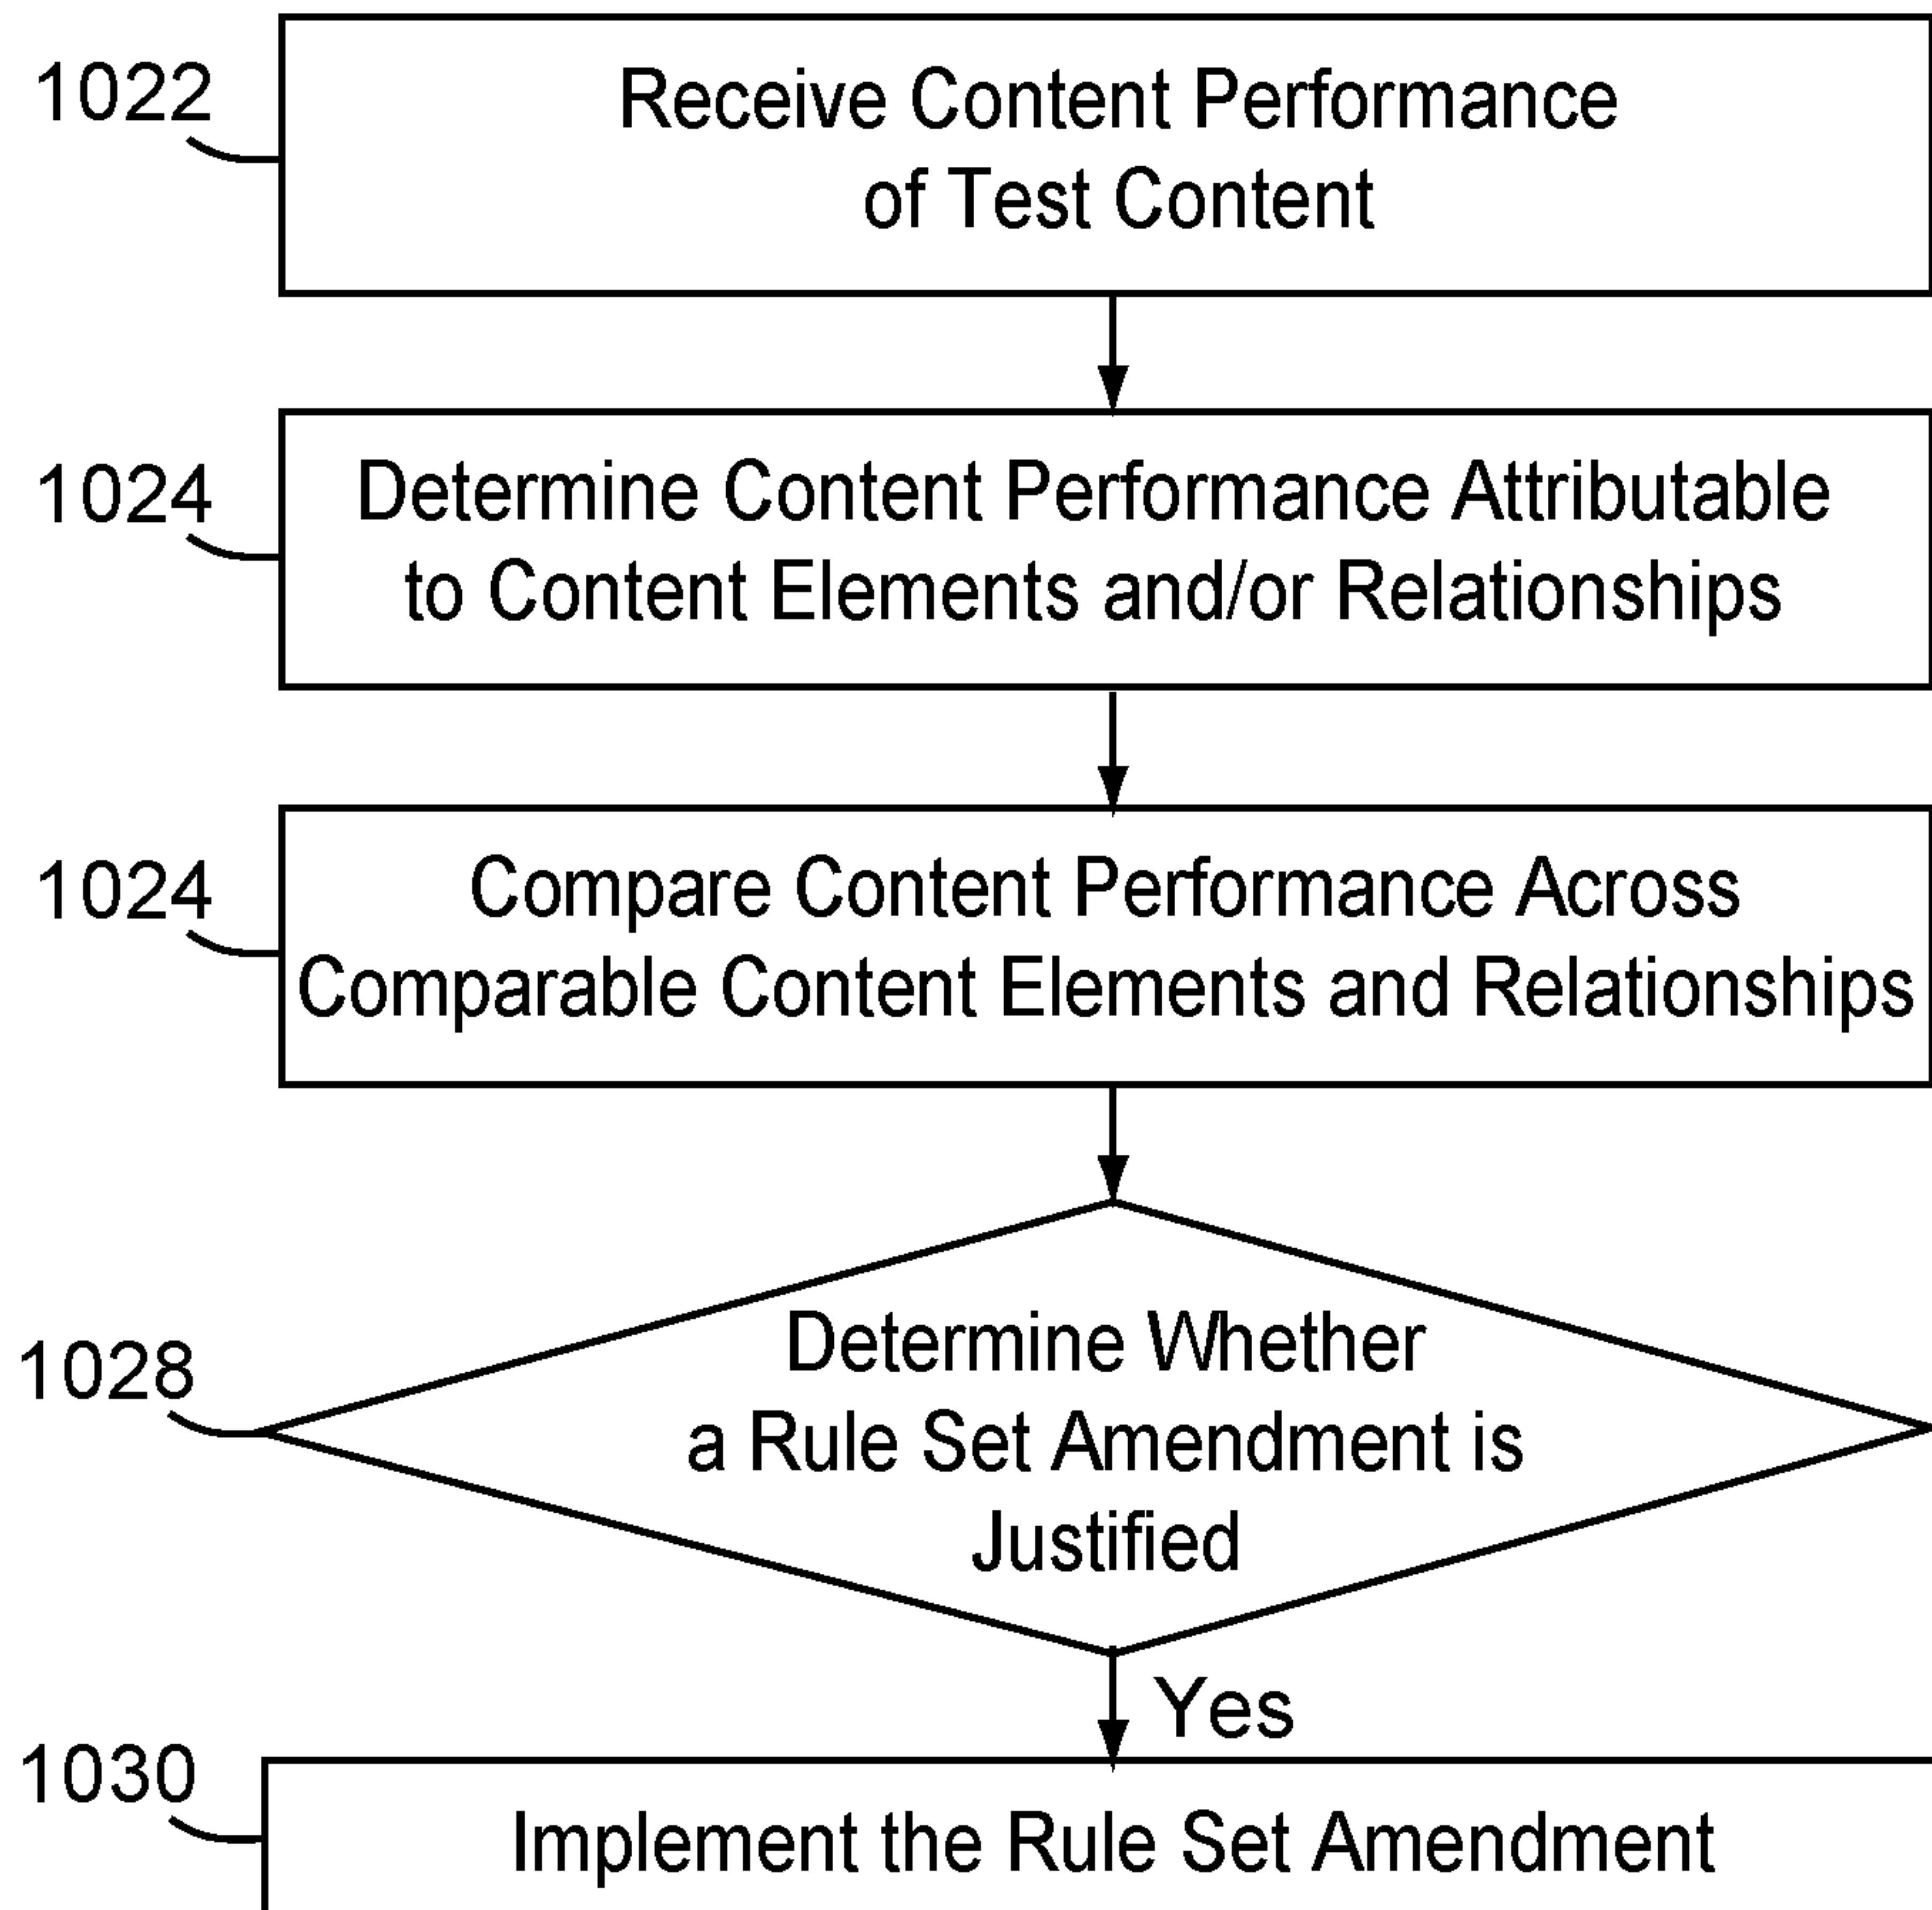 1022
Receive Content Performance
of Test Content
1024
Determine Content Performance Attributable
to Content Elements and/or Relationships
1024
Compare Content Performance Across
Comparable Content Elements and Relationships
1028
Determine Whether
a Rule Set Amendment is
Justified
Yes
1030
Implement the Rule Set Amendment